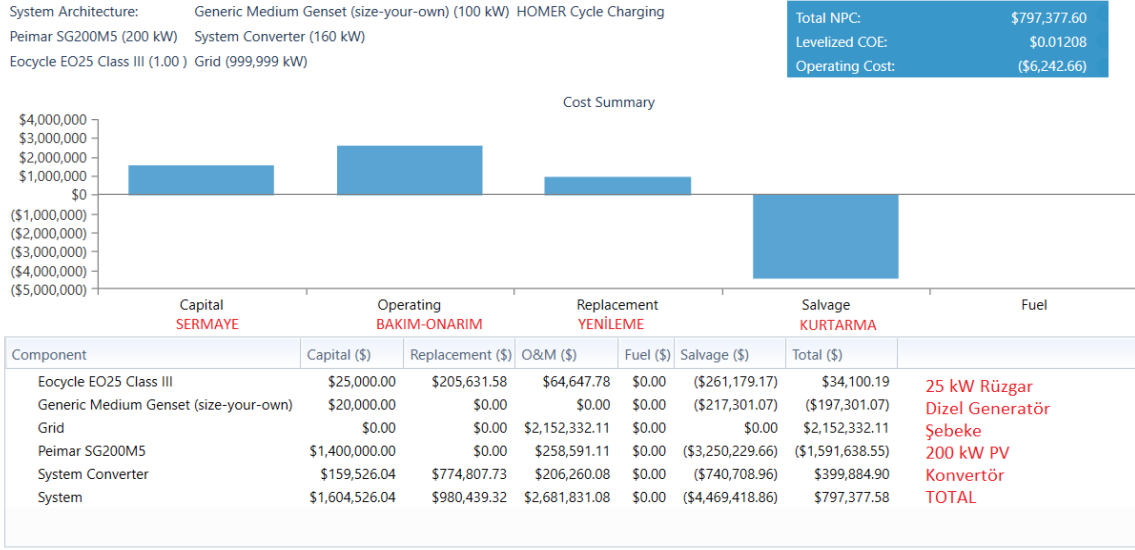 System Architecture: Generic Medium Genset (size-your-own) (100 kW) HOMER Cycle Charging
Peimar SG200M5 (200 kW) System Converter (160 kW)
Eocycle EO25 Class III (1.00 ) Grid (999,999 kW)
Total NPC: $797,377.60
Levelized COE: $0.01208
Operating Cost: ($6,242.66)
Cost Summary
$4,000,000
$3,000,000
$2,000,000
$1,000,000
$0
($1,000,000)
($2,000,000)
($3,000,000)
($4,000,000)
($5,000,000)
Capital Operating Replacement Salvage Fuel
SERMAYE BAKIM-ONARIM YENİLEME KURTARMA
Component Capital ($) Replacement ($) O&M ($) Fuel ($) Salvage ($) Total ($)
Eocycle EO25 Class III $25,000.00 $205,631.58 $64,647.78 $0.00 ($261,179.17) $34,100.19 25 kW Rüzgar
Generic Medium Genset (size-your-own) $20,000.00 $0.00 $0.00 $0.00 ($217,301.07) ($197,301.07) Dizel Generatör
Grid $0.00 $0.00 $2,152,332.11 $0.00 $0.00 $2,152,332.11 Şebeke
Peimar SG200M5 $1,400,000.00 $0.00 $258,591.11 $0.00 ($3,250,229.66) ($1,591,638.55) 200 kW PV
System Converter $159,526.04 $774,807.73 $206,260.08 $0.00 ($740,708.96) $399,884.90 Konvertör
System $1,604,526.04 $980,439.32 $2,681,831.08 $0.00 ($4,469,418.86) $797,377.58 TOTAL